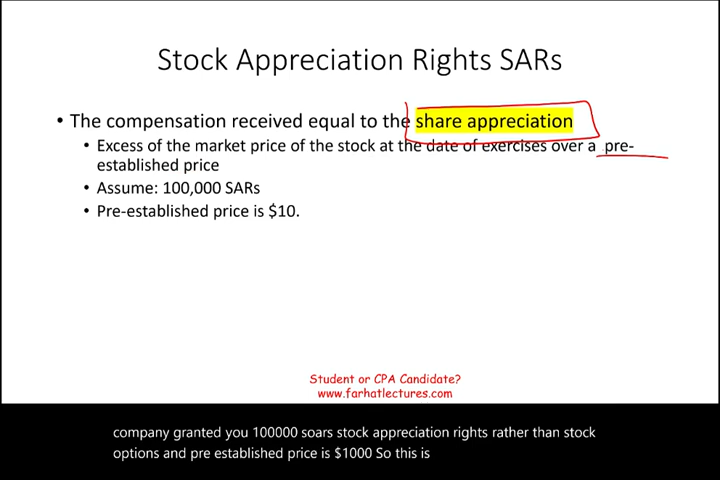 Stock Appreciation Rights SARs
• The compensation received equal to the share appreciation
• Excess of the market price of the stock at the date of exercises over a pre-
established price
• Assume: 100,000 SARs
• Pre-established price is $10.
Student or CPA Candidate?
www.farhatlectures.com
company granted you 100000 soars stock appreciation rights rather than stock
options and pre established price is $1000 So this is